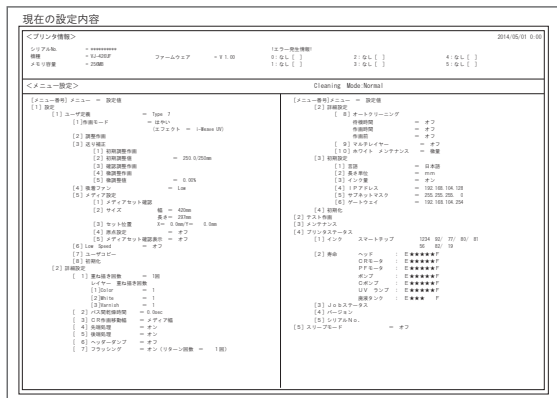 現在の設定内容
<プリンタ情報> 2014/05/01 0:00
シリアルNo. = **********
機種 = VJ-426UF ファームウェア = V 1.00
メモリ容量 = 256MB
!エラー発生情報!
0:なし [ ] 2:なし [ ] 4:なし [ ]
1:なし [ ] 3:なし [ ] 5:なし [ ]
<メニュー設定> Cleaning Mode:Normal
[メニュー番号]メニュー = 設定値
[1]設定
[1]ユーザ定義 = Type 7
[1]作画モード = はやい
(エフェクト = i-Weave UV)
[2]調整作画
[3]送り補正
[1]初期調整作画
[2]初期調整値 = 250.0/250mm
[3]確認調整作画
[4]微調整作画
[5]微調整値 = 0.00%
[4]吸着ファン = Low
[5]メディア設定
[1]メディアセット確認
[2]サイズ 幅 = 420mm
長さ= 297mm
[3]セット位置 X= 0.0mm/Y= 0.0mm
[4]原点設定 = オフ
[5]メディアセット確認表示 = オフ
[6]Low Speed = オフ
[7]ユーザコピー
[8]初期化
[2]詳細設定
[ 1]重ね描き回数 = 1回
レイヤー 重ね描き回数
[1]Color = 1
[2]White = 1
[3]Varnish = 1
[ 2]パス間乾燥時間 = 0.0sec
[ 3]CR作画移動幅 = メディア幅
[ 4]先端処理 = オン
[ 5]後端処理 = オン
[ 6]ヘッダーダンプ = オフ
[ 7]フラッシング = オン(リターン回数 = 1回)
[メニュー番号]メニュー = 設定値
[2]詳細設定
[ 8]オートクリーニング
待機時間 = オフ
作画時間 = オフ
作画前 = オフ
[ 9]マルチレイヤー = オフ
[10]ホワイト メンテナンス = 微量
[3]初期設定
[1]言語 = 日本語
[2]長さ単位 = mm
[3]インク量 = オン
[4]IPアドレス = 192.168.104.128
[5]サブネットマスク = 255.255.255. 0
[6]ゲートウェイ = 192.168.104.254
[4]初期化
[2]テスト作画
[3]メンテナンス
[4]プリンタステータス
[1]インク スマートチップ 1234 92/ 77/ 80/ 81
56 82/ 19
[2]寿命 ヘッド : E★★★★★F
CRモータ : E★★★★★F
PFモータ : E★★★★★F
ポンプ : E★★★★★F
Cポンプ : E★★★★★F
UV ランプ : E★★★★★F
廃液タンク : E★★★ F
[3]Jobステータス
[4]バージョン
[5]シリアルNo.
[5]スリープモード = オフ